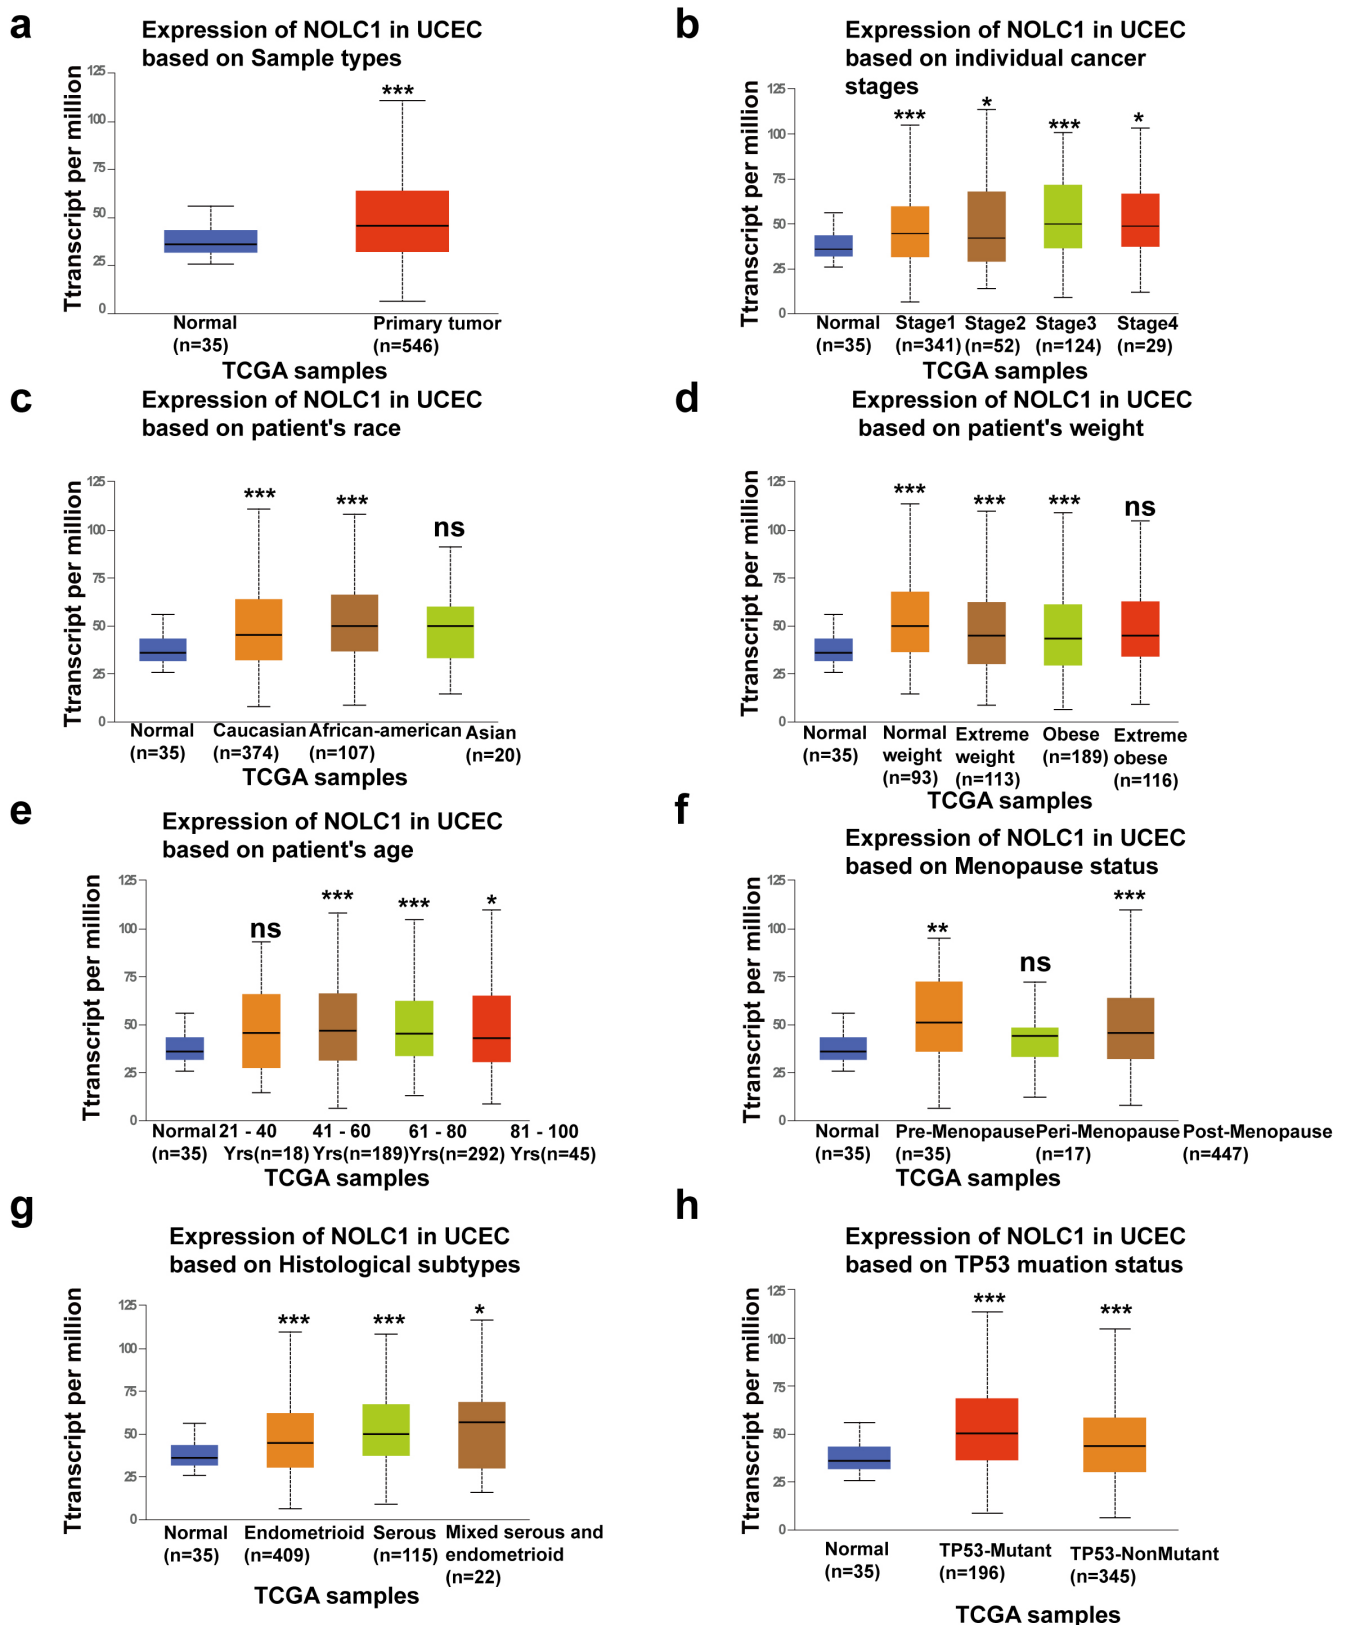 a
Expression of NOLC1 in UCEC
based on Sample types
Ttranscript per million
125
100
75
50
25
0
***
Normal
(n=35)
Primary tumor
(n=546)
TCGA samples
b
Expression of NOLC1 in UCEC
based on individual cancer
stages
Ttranscript per million
125
100
75
50
25
0
***
*
***
*
Normal
(n=35)
Stage1
(n=341)
Stage2
(n=52)
Stage3
(n=124)
Stage4
(n=29)
TCGA samples
c
Expression of NOLC1 in UCEC
based on patient's race
Ttranscript per million
125
100
75
50
25
0
***
***
ns
Normal
(n=35)
Caucasian
(n=374)
African-american
(n=107)
Asian
(n=20)
TCGA samples
d
Expression of NOLC1 in UCEC
based on patient's weight
Ttranscript per million
125
100
75
50
25
0
***
***
***
ns
Normal
(n=35)
Normal
weight
(n=93)
Extreme
weight
(n=113)
Obese
(n=189)
Extreme
obese
(n=116)
TCGA samples
e
Expression of NOLC1 in UCEC
based on patient's age
Ttranscript per million
125
100
75
50
25
0
ns
***
***
*
Normal
(n=35)
21 - 40
Yrs(n=18)
41 - 60
Yrs(n=189)
61 - 80
Yrs(n=292)
81 - 100
Yrs(n=45)
TCGA samples
f
Expression of NOLC1 in UCEC
based on Menopause status
Ttranscript per million
125
100
75
50
25
0
**
ns
***
Normal
(n=35)
Pre-Menopause
(n=35)
Peri-Menopause
(n=17)
Post-Menopause
(n=447)
TCGA samples
g
Expression of NOLC1 in UCEC
based on Histological subtypes
Ttranscript per million
125
100
75
50
25
0
***
***
*
Normal
(n=35)
Endometrioid
(n=409)
Serous
(n=115)
Mixed serous and
endometrioid
(n=22)
TCGA samples
h
Expression of NOLC1 in UCEC
based on TP53 muation status
Ttranscript per million
125
100
75
50
25
0
***
***
Normal
(n=35)
TP53-Mutant
(n=196)
TP53-NonMutant
(n=345)
TCGA samples